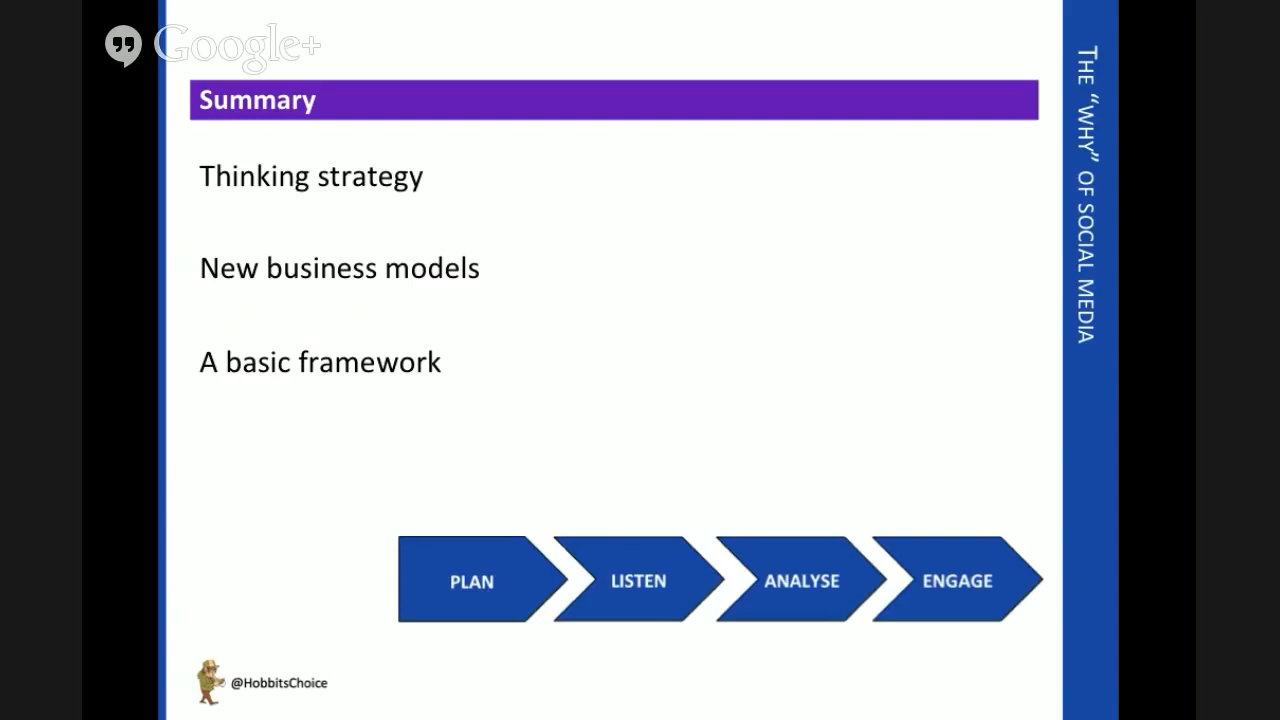 Google+
Summary
Thinking strategy
New business models
A basic framework
PLAN
LISTEN
ANALYSE
ENGAGE
@HobbitsChoice
THE “WHY” OF SOCIAL MEDIA